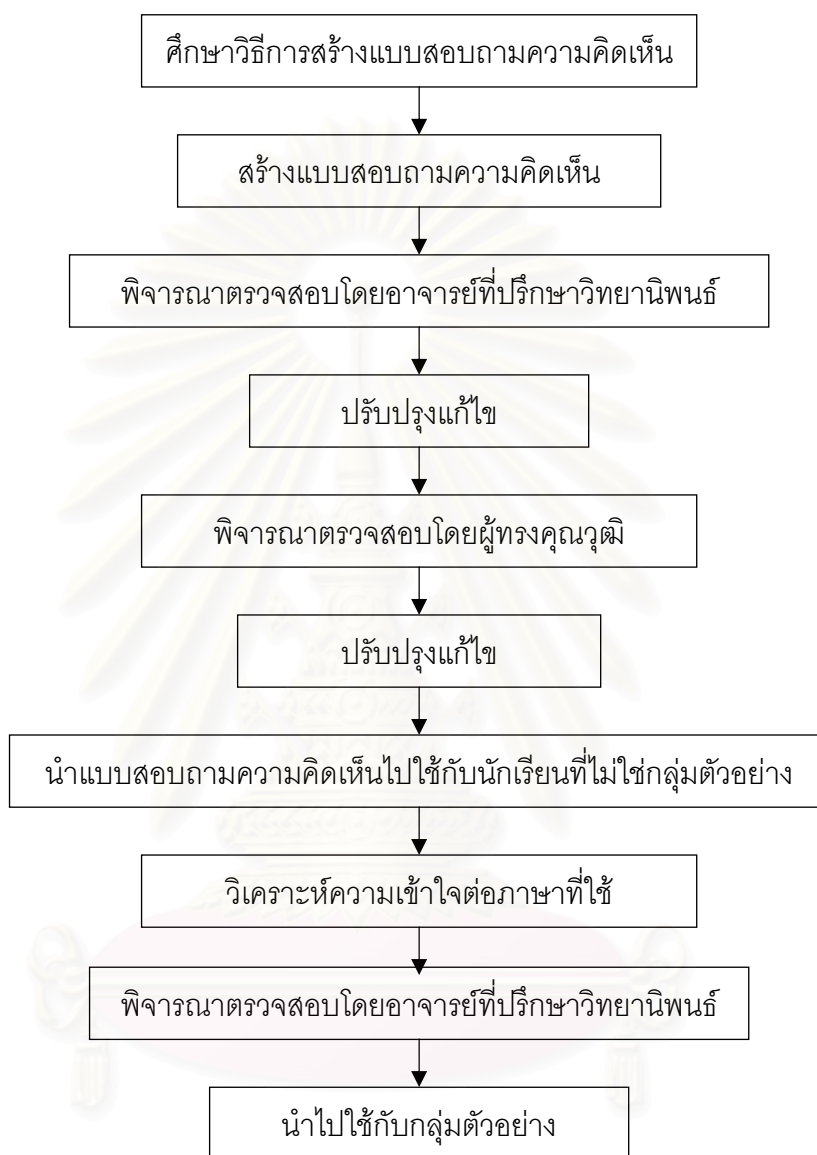 ศึกษาวิธีการสร้างแบบสอบถามความคิดเห็น
สร้างแบบสอบถามความคิดเห็น
พิจารณาตรวจสอบโดยอาจารย์ที่ปรึกษาวิทยานิพนธ์
ปรับปรุงแก้ไข
พิจารณาตรวจสอบโดยผู้ทรงคุณวุฒิ
ปรับปรุงแก้ไข
นำแบบสอบถามความคิดเห็นไปใช้กับนักเรียนที่ไม่ใช่กลุ่มตัวอย่าง
วิเคราะห์ความเข้าใจต่อภาษาที่ใช้
พิจารณาตรวจสอบโดยอาจารย์ที่ปรึกษาวิทยานิพนธ์
นำไปใช้กับกลุ่มตัวอย่าง